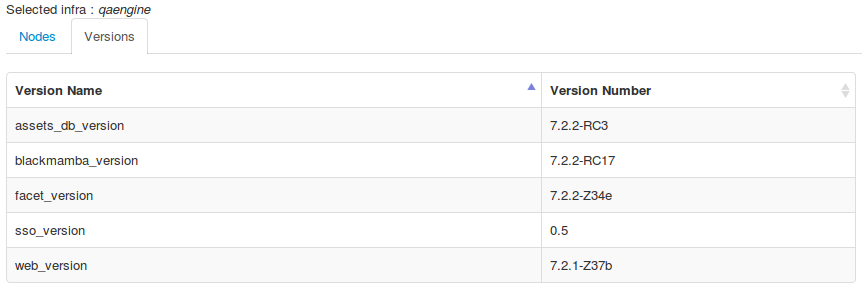 Selected infra : qaengine
Nodes Versions
Version Name Version Number
assets_db_version 7.2.2-RC3
blackmamba_version 7.2.2-RC17
facet_version 7.2.2-Z34e
sso_version 0.5
web_version 7.2.1-Z37b